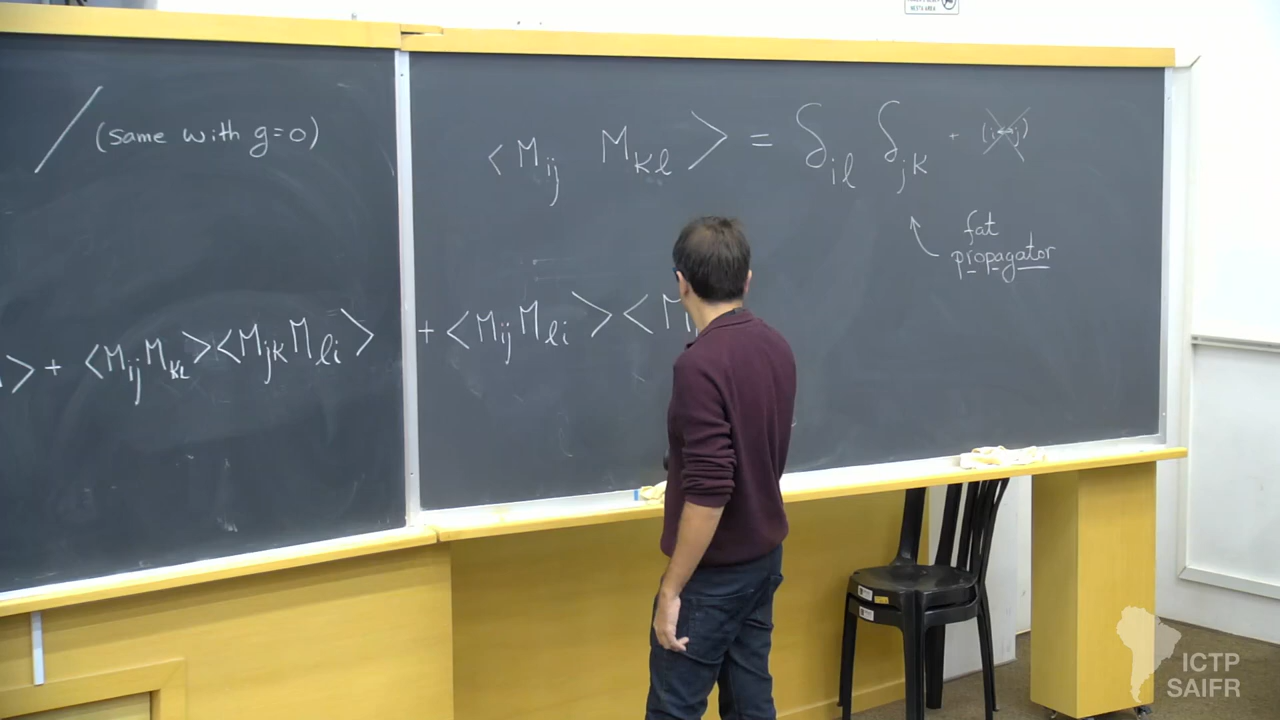 / (same with g=0)
> + <M_ij M_kl> <M_jk M_li>
<M_ij M_kl> = δ_il δ_jk + (i↔j)
fat
propagator
+ <M_ij M_li> <M
ICTP
SAIFR